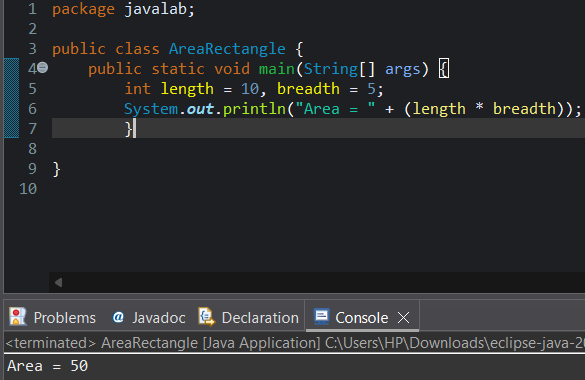 1 package javalab;
2
3 public class AreaRectangle {
4 public static void main(String[] args) {
5 int length = 10, breadth = 5;
6 System.out.println("Area = " + (length * breadth));
7 }
8
9 }
10
Problems @ Javadoc Declaration Console
<terminated> AreaRectangle [Java Application] C:\Users\HP\Downloads\eclipse-java-20
Area = 50